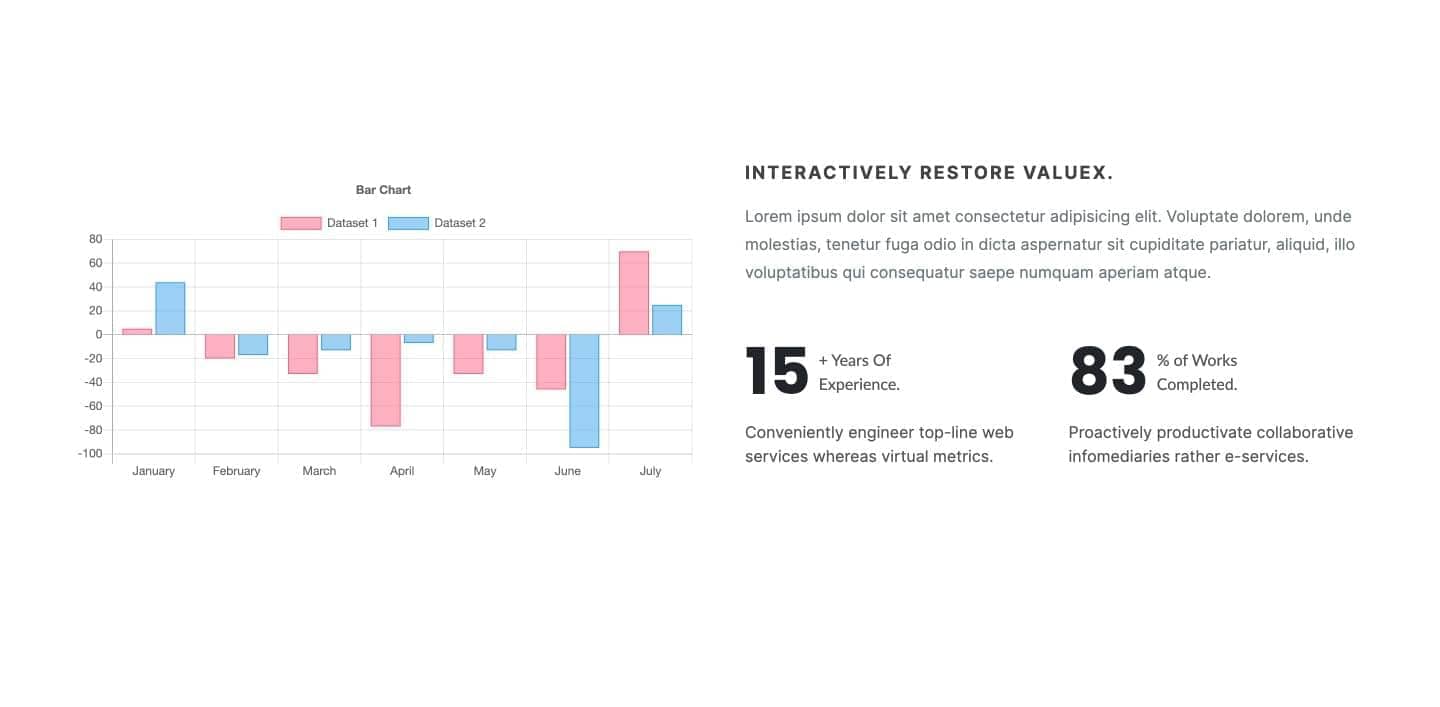 Bar Chart
Dataset 1 Dataset 2
80
60
40
20
0
-20
-40
-60
-80
-100
January February March April May June July
INTERACTIVELY RESTORE VALUEX.
Lorem ipsum dolor sit amet consectetur adipisicing elit. Voluptate dolorem, unde
molestias, tenetur fuga odio in dicta aspernatur sit cupiditate pariatur, aliquid, illo
voluptatibus qui consequatur saepe numquam aperiam atque.
15 + Years Of
Experience.
Conveniently engineer top-line web
services whereas virtual metrics.
83 % of Works
Completed.
Proactively productivate collaborative
infomediaries rather e-services.